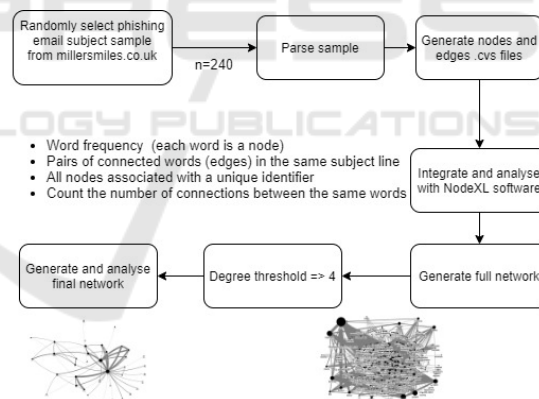 Randomly select phishing
email subject sample
from millersmiles.co.uk
n=240
Parse sample
Generate nodes and
edges .cvs files
LOGY PUBLICATIONS
• Word frequency (each word is a node)
• Pairs of connected words (edges) in the same subject line
• All nodes associated with a unique identifier
• Count the number of connections between the same words
Integrate and analyse
with NodeXL software
Generate and analyse
final network
Degree threshold => 4
Generate full network